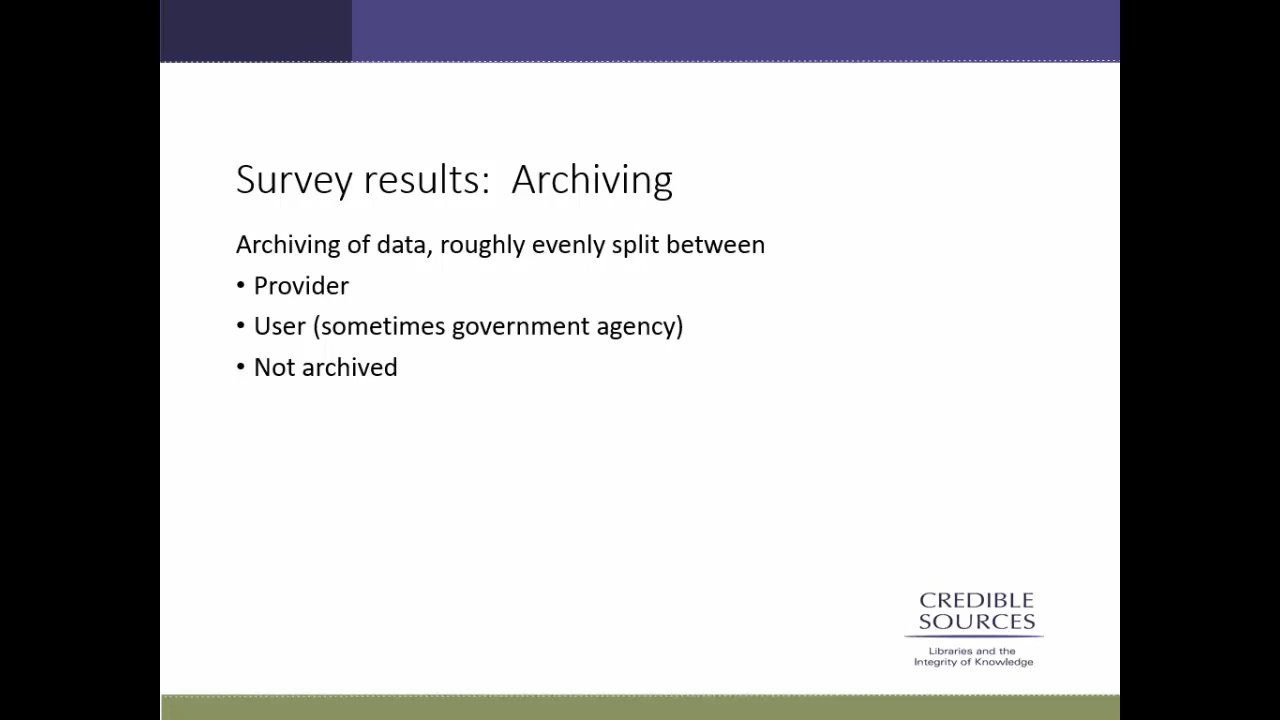 Survey results:  Archiving
Archiving of data, roughly evenly split between
• Provider
• User (sometimes government agency)
• Not archived
CREDIBLE
SOURCES
Libraries and the
Integrity of Knowledge